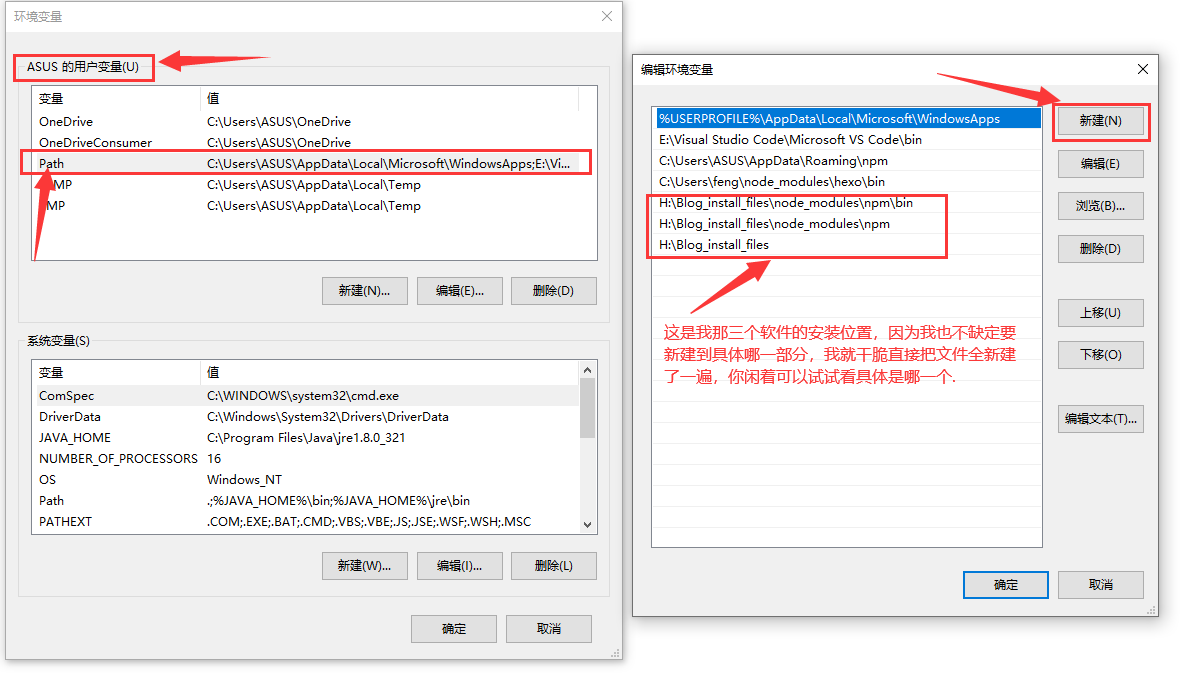 环境变量
ASUS 的用户变量(U)
变量 值
OneDrive C:\Users\ASUS\OneDrive
OneDriveConsumer C:\Users\ASUS\OneDrive
Path C:\Users\ASUS\AppData\Local\Microsoft\WindowsApps;E:\Vi...
MP C:\Users\ASUS\AppData\Local\Temp
MP C:\Users\ASUS\AppData\Local\Temp
新建(N)... 编辑(E)... 删除(D)
系统变量(S)
变量 值
ComSpec C:\WINDOWS\system32\cmd.exe
DriverData C:\Windows\System32\Drivers\DriverData
JAVA_HOME C:\Program Files\Java\jre1.8.0_321
NUMBER_OF_PROCESSORS 16
OS Windows_NT
Path .;%JAVA_HOME%\bin;%JAVA_HOME%\jre\bin
PATHEXT .COM;.EXE;.BAT;.CMD;.VBS;.VBE;.JS;.JSE;.WSF;.WSH;.MSC
新建(W)... 编辑(I)... 删除(L)
确定 取消
编辑环境变量
%USERPROFILE%\AppData\Local\Microsoft\WindowsApps
E:\Visual Studio Code\Microsoft VS Code\bin
C:\Users\ASUS\AppData\Roaming\npm
C:\Users\feng\node_modules\hexo\bin
H:\Blog_install_files\node_modules\npm\bin
H:\Blog_install_files\node_modules\npm
H:\Blog_install_files
这是我那三个软件的安装位置，因为我也不缺定要
新建到具体哪一部分，我就干脆直接把文件全新建
了一遍，你闲着可以试试看具体是哪一个.
新建(N)
编辑(E)
浏览(B)...
删除(D)
上移(U)
下移(O)
编辑文本(T)...
确定 取消